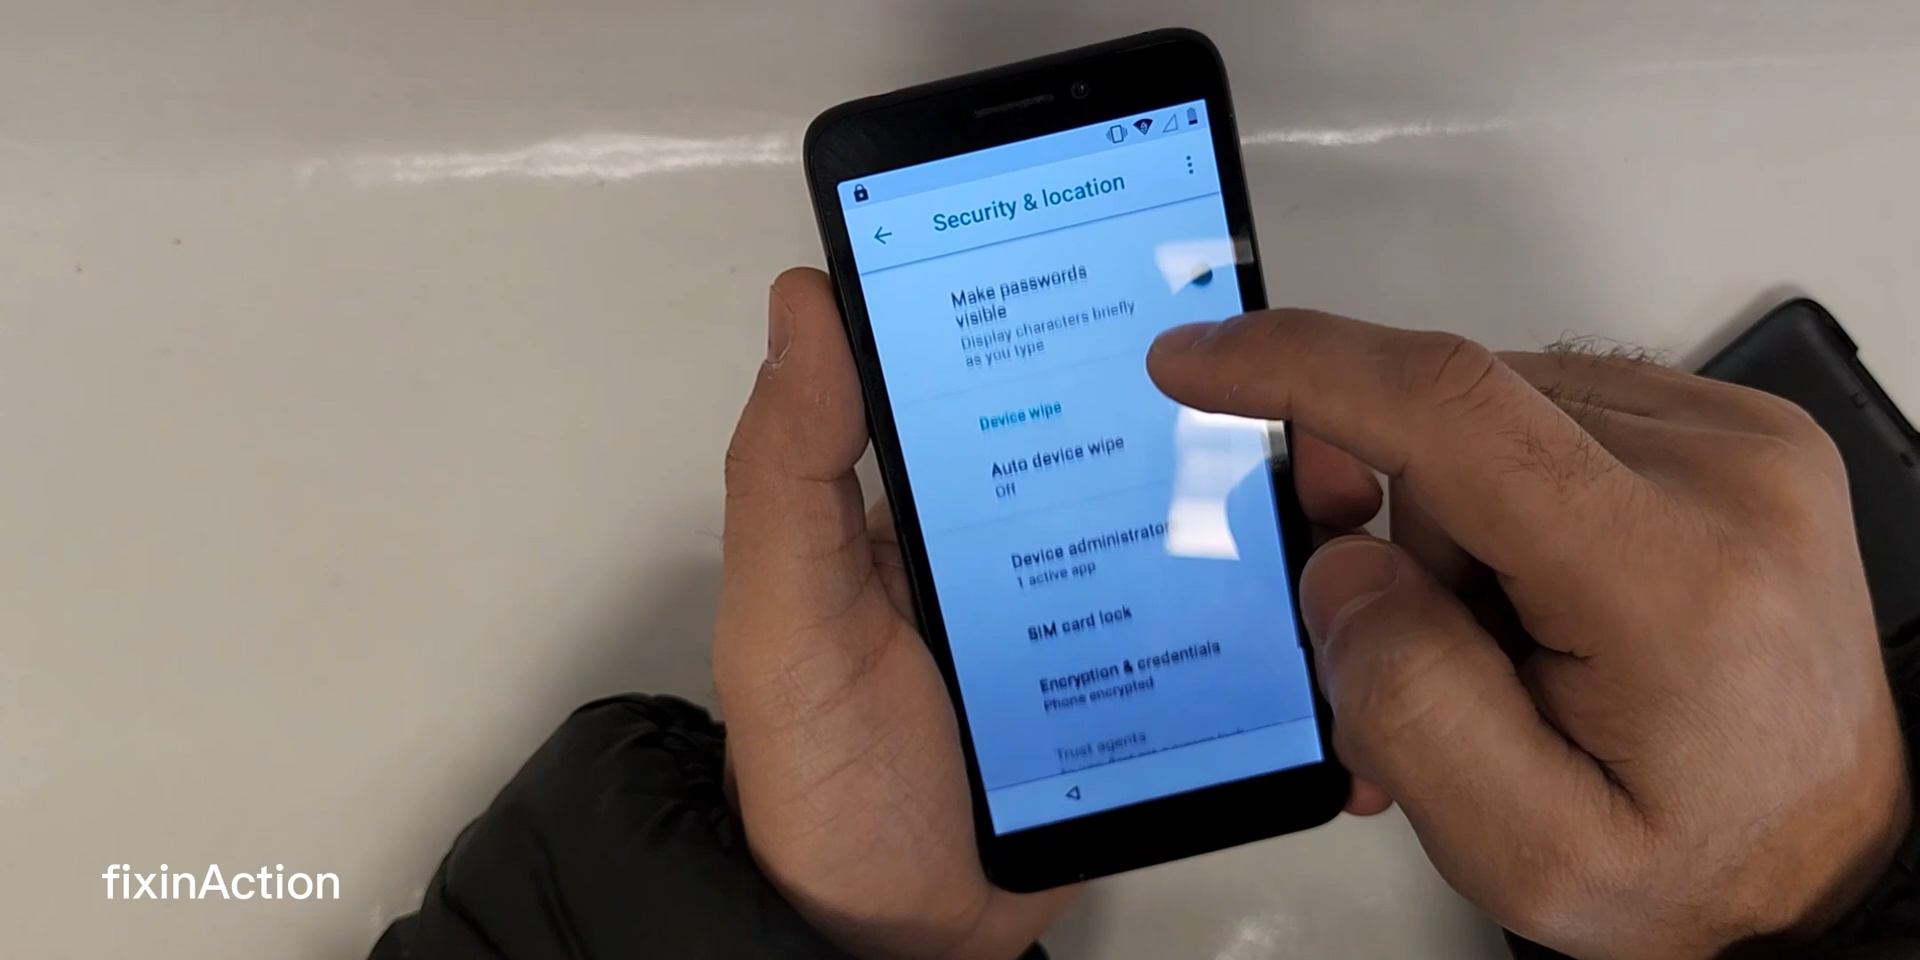 Security & location
Make passwords
visible
Display characters briefly
as you type
Device wipe
Auto device wipe
Off
Device administrators
1 active app
SIM card lock
Encryption & credentials
Phone encrypted
Trust agents
fixinAction